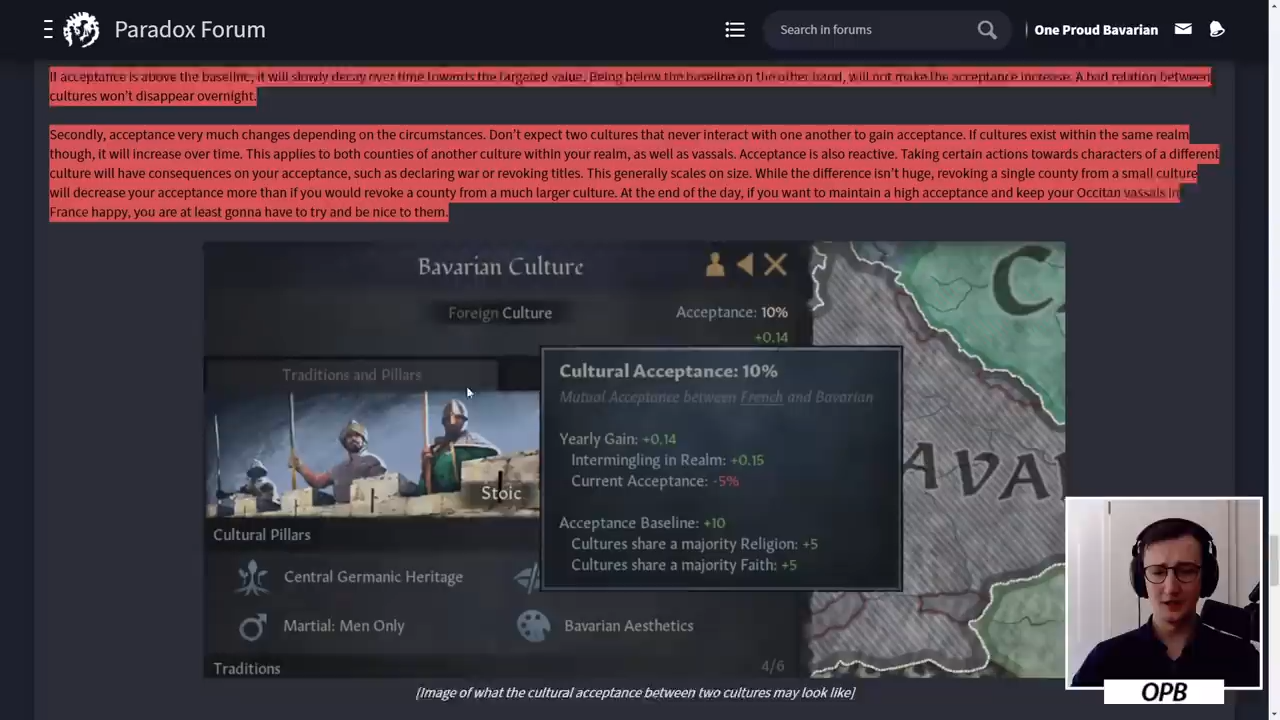 Paradox Forum
Search in forums
One Proud Bavarian
If acceptance is above the baseline, it will slowly decay over time towards the targeted value. Being below the baseline on the other hand, will not make the acceptance increase. A bad relation between
cultures won't disappear overnight.
Secondly, acceptance very much changes depending on the circumstances. Don't expect two cultures that never interact with one another to gain acceptance. If cultures exist within the same realm
though, it will increase over time. This applies to both counties of another culture within your realm, as well as vassals. Acceptance is also reactive. Taking certain actions towards characters of a different
culture will have consequences on your acceptance, such as declaring war or revoking titles. This generally scales on size. While the difference isn't huge, revoking a single county from a small culture
will decrease your acceptance more than if you would revoke a county from a much larger culture. At the end of the day, if you want to maintain a high acceptance and keep your Occitan vassals in
France happy, you are at least gonna have to try and be nice to them.
Bavarian Culture
Foreign Culture
Acceptance: 10%
+0.14
Traditions and Pillars
Cultural Acceptance: 10%
Mutual Acceptance between French and Bavarian
Yearly Gain: +0.14
Intermingling in Realm: +0.15
Current Acceptance: -5%
Acceptance Baseline: +10
Cultures share a majority Religion: +5
Cultures share a majority Faith: +5
Stoic
Cultural Pillars
Central Germanic Heritage
Martial: Men Only
Bavarian Aesthetics
Traditions
4/6
C
AVA
[Image of what the cultural acceptance between two cultures may look like]
OPB